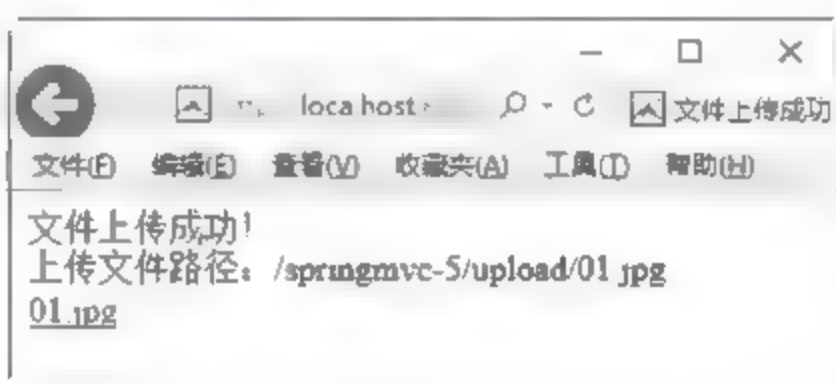 localhost
文件上传成功
文件(F) 编辑(E) 查看(V) 收藏夹(A) 工具(T) 帮助(H)
文件上传成功!
上传文件路径: /springmvc-5/upload/01.jpg
01.jpg